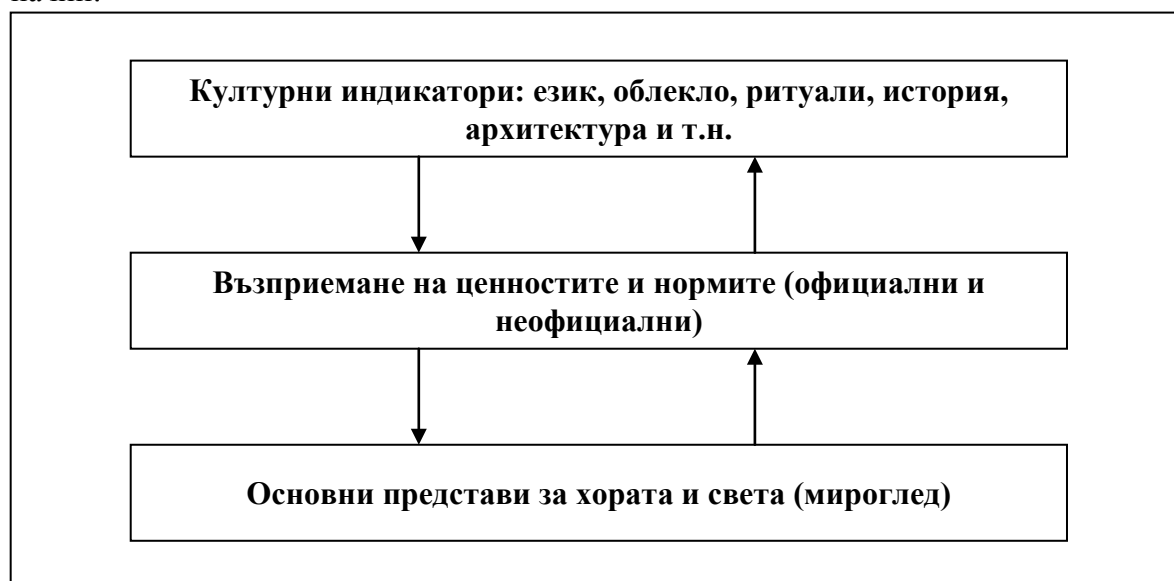 Културни индикатори: език, облекло, ритуали, история,
архитектура и т.н.
Възприемане на ценностите и нормите (официални и
неофициални)
Основни представи за хората и света (мироглед)